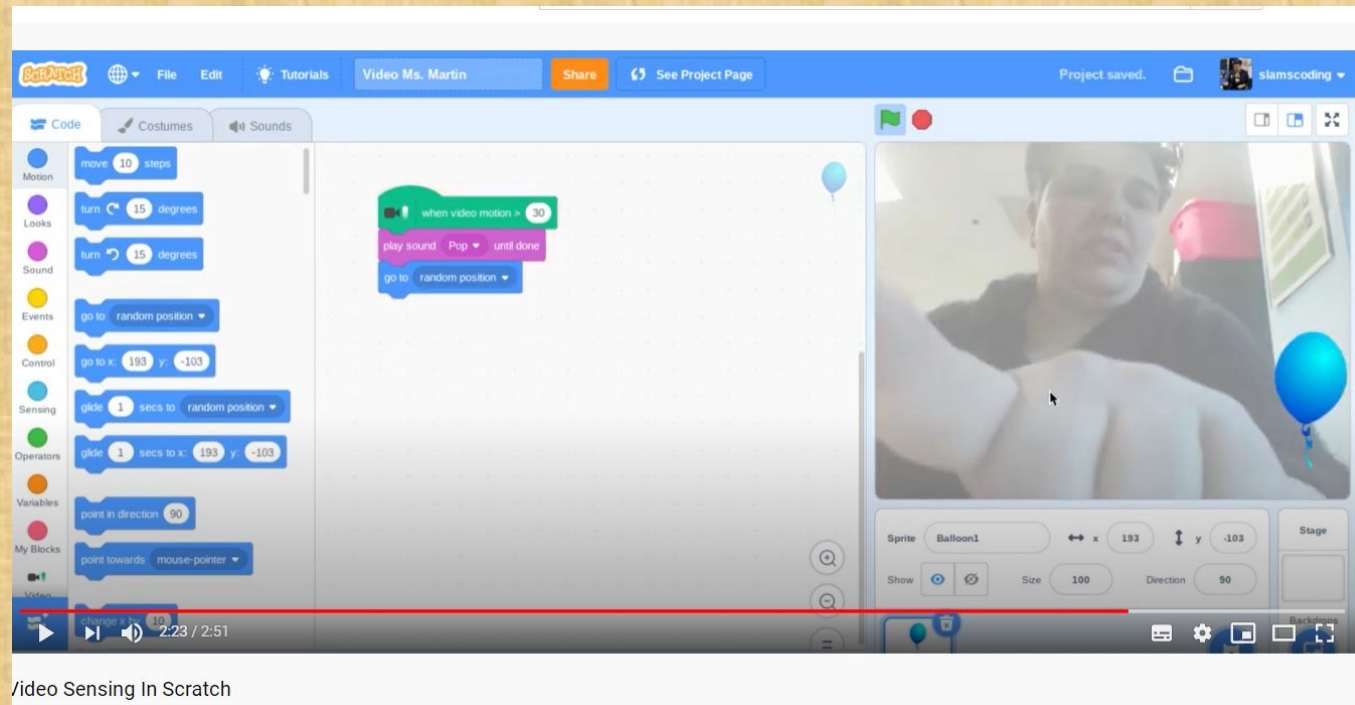 SCRATCH File Edit Tutorials Video Ms. Martin Share See Project Page Project saved. slamscoding
Code Costumes Sounds
Motion
Looks
Sound
Events
Control
Sensing
Operators
Variables
My Blocks
Video
move 10 steps
turn 15 degrees
turn 15 degrees
go to random position
go to x: 193 y: -103
glide 1 secs to random position
glide 1 secs to x: 193 y: -103
point in direction 90
point towards mouse-pointer
change x by 10
when video motion > 30
play sound Pop until done
go to random position
Sprite Balloon1 x 193 y -103
Show Size 100 Direction 90
Stage
Backdrops
2:23 / 2:51
Video Sensing In Scratch